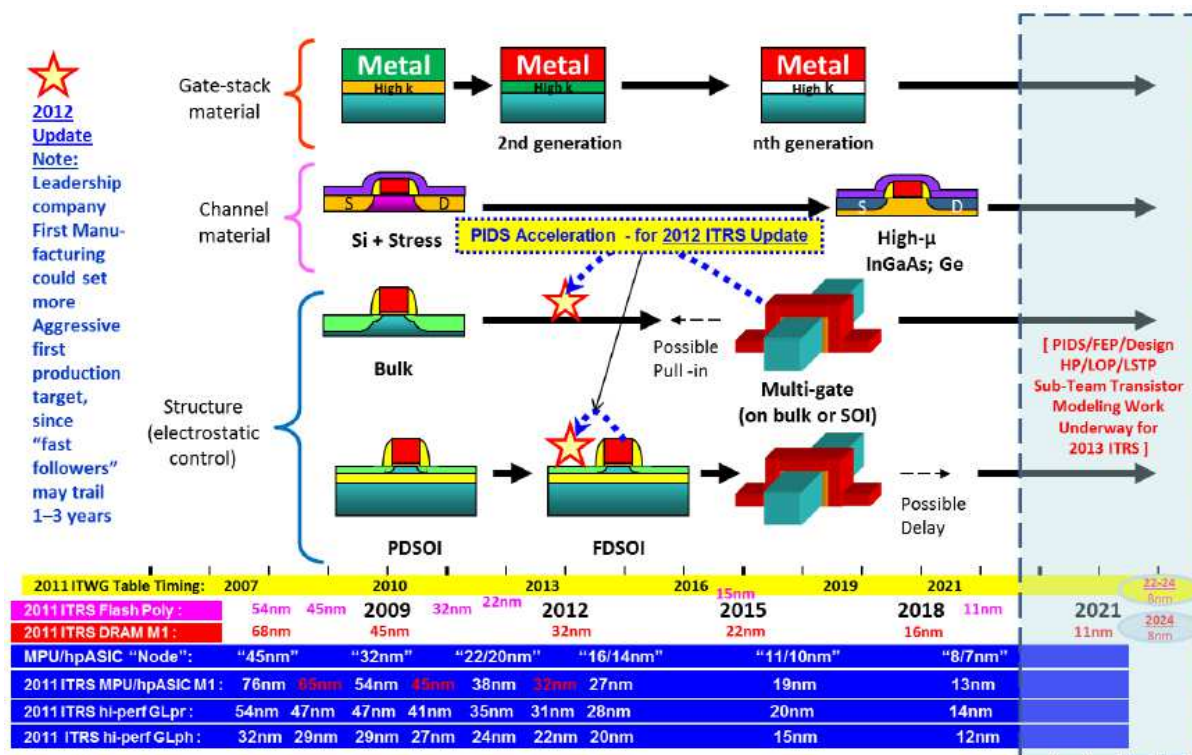 2012
Update
Note:
Leadership
company
First Manu-
facturing
could set
more
Aggressive
first
production
target,
since
“fast
followers”
may trail
1–3 years
Gate-stack
material
Metal
High k
Metal
High k
2nd generation
Metal
High k
nth generation
Channel
material
S D
Si + Stress
PIDS Acceleration - for 2012 ITRS Update
S D
High-μ
InGaAs; Ge
Structure
(electrostatic
control)
Bulk
Possible
Pull -in
Multi-gate
(on bulk or SOI)
PDSOI
FDSOI
Possible
Delay
[ PIDS/FEP/Design
HP/LOP/LSTP
Sub-Team Transistor
Modeling Work
Underway for
2013 ITRS ]
2011 ITWG Table Timing: 2007 2010 2013 2016 2019 2021 22-24
8nm
2011 ITRS Flash Poly : 54nm 45nm 32nm 22nm 15nm 11nm
2009 2012 2015 2018 2021
2011 ITRS DRAM M1 : 68nm 45nm 32nm 22nm 16nm 11nm 2024
8nm
MPU/hpASIC “Node”: “45nm” “32nm” “22/20nm” “16/14nm” “11/10nm” “8/7nm”
2011 ITRS MPU/hpASIC M1 : 76nm 65nm 54nm 45nm 38nm 32nm 27nm 19nm 13nm
2011 ITRS hi-perf GLpr : 54nm 47nm 47nm 41nm 35nm 31nm 28nm 20nm 14nm
2011 ITRS hi-perf GLph : 32nm 29nm 29nm 27nm 24nm 22nm 20nm 15nm 12nm